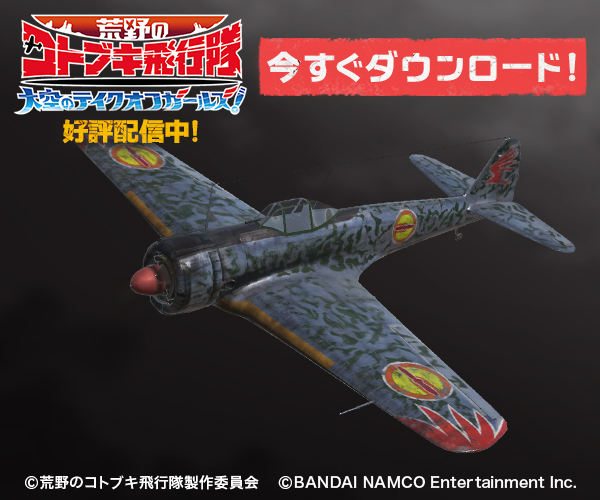 荒野の
コトブキ飛行隊
大空のテイクオフガールズ!
好評配信中!
今すぐダウンロード!
©荒野のコトブキ飛行隊製作委員会 ©BANDAI NAMCO Entertainment Inc.